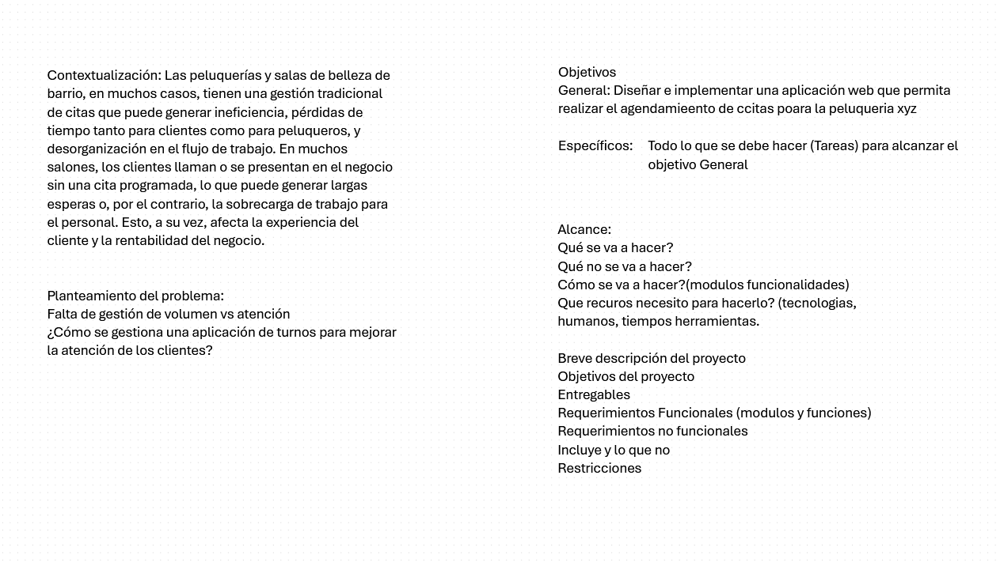 Contextualización: Las peluquerías y salas de belleza de
barrio, en muchos casos, tienen una gestión tradicional
de citas que puede generar ineficiencia, pérdidas de
tiempo tanto para clientes como para peluqueros, y
desorganización en el flujo de trabajo. En muchos
salones, los clientes llaman o se presentan en el negocio
sin una cita programada, lo que puede generar largas
esperas o, por el contrario, la sobrecarga de trabajo para
el personal. Esto, a su vez, afecta la experiencia del
cliente y la rentabilidad del negocio.
Planteamiento del problema:
Falta de gestión de volumen vs atención
¿Cómo se gestiona una aplicación de turnos para mejorar
la atención de los clientes?
Objetivos
General: Diseñar e implementar una aplicación web que permita
realizar el agendamieento de ccitas poara la peluqueria xyz
Específicos: Todo lo que se debe hacer (Tareas) para alcanzar el
objetivo General
Alcance:
Qué se va a hacer?
Qué no se va a hacer?
Cómo se va a hacer?(modulos funcionalidades)
Que recuros necesito para hacerlo? (tecnologias,
humanos, tiempos herramientas.
Breve descripción del proyecto
Objetivos del proyecto
Entregables
Requerimientos Funcionales (modulos y funciones)
Requerimientos no funcionales
Incluye y lo que no
Restricciones